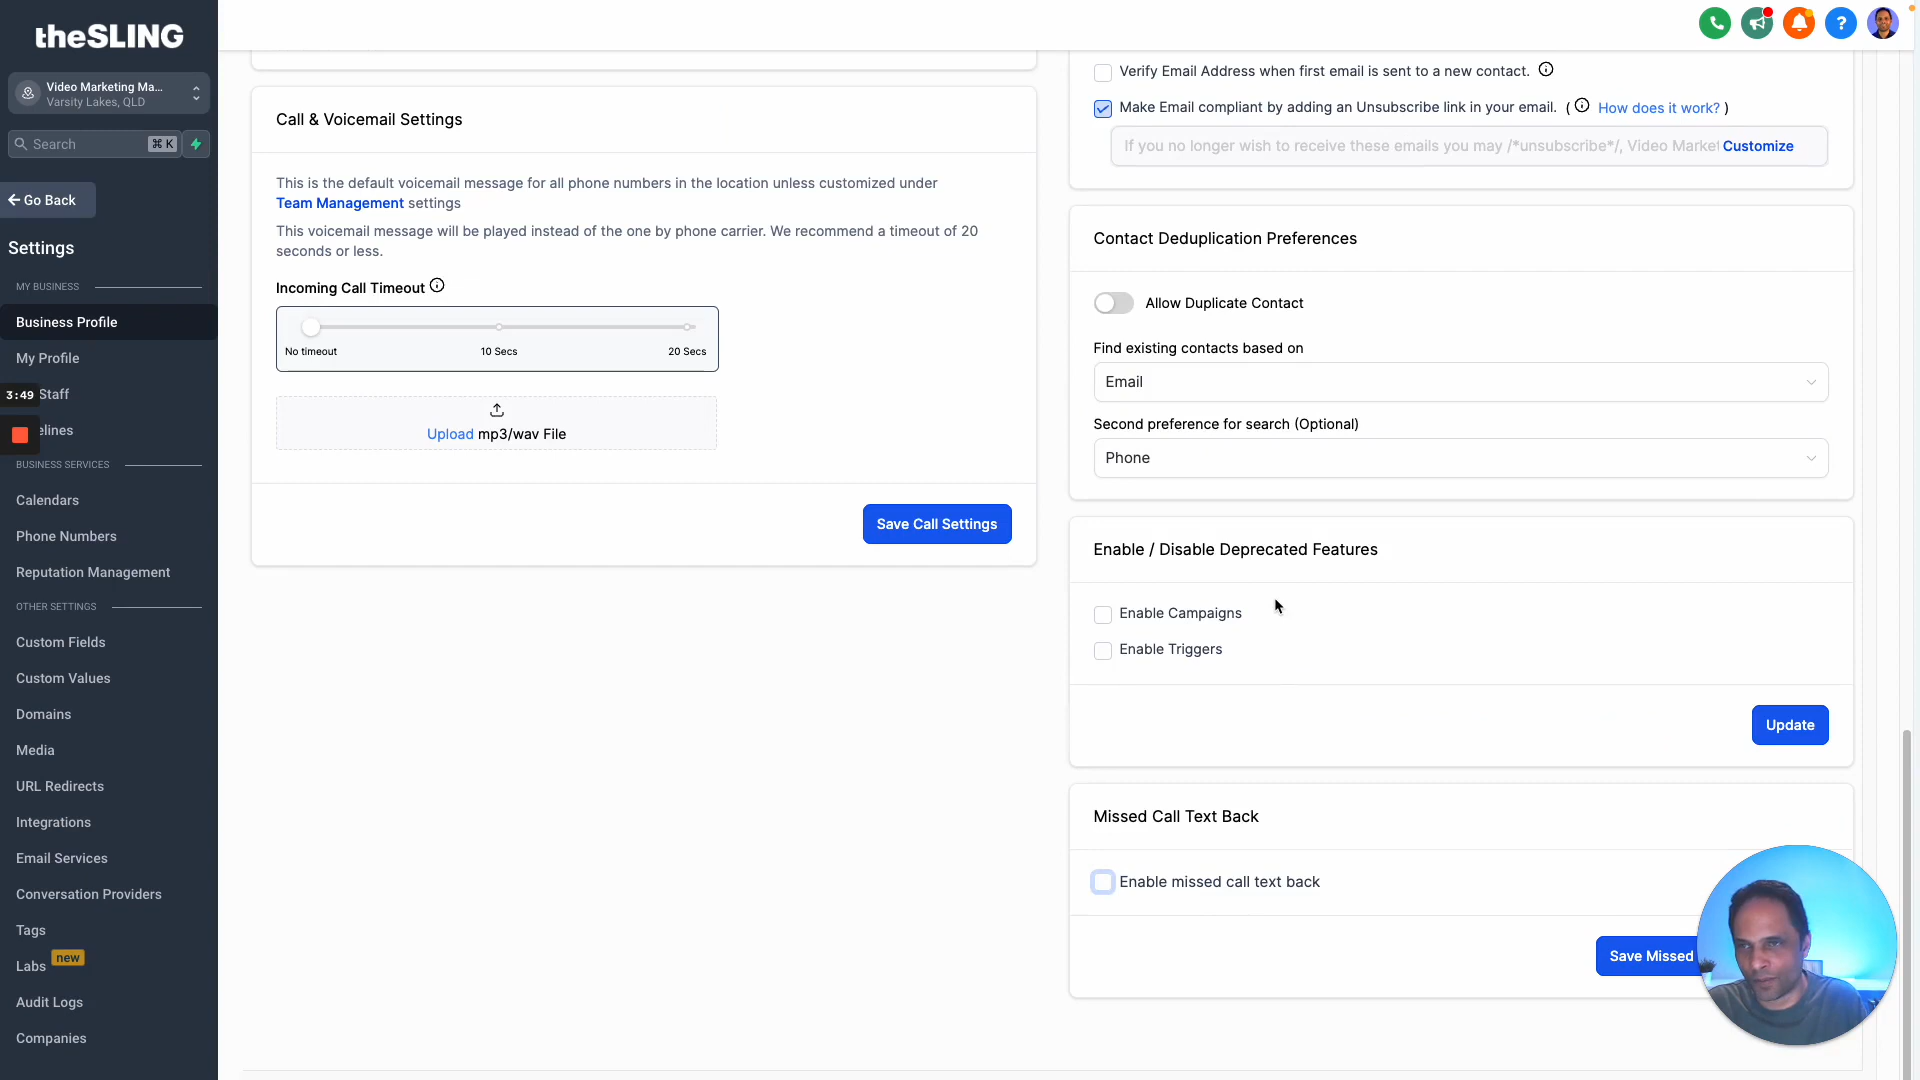 theSLING
Video Marketing Ma...
Varsity Lakes, QLD
Search
⌘ K
Go Back
Settings
MY BUSINESS
Business Profile
My Profile
3:49
Staff
elines
BUSINESS SERVICES
Calendars
Phone Numbers
Reputation Management
OTHER SETTINGS
Custom Fields
Custom Values
Domains
Media
URL Redirects
Integrations
Email Services
Conversation Providers
Tags
Labs new
Audit Logs
Companies
Call & Voicemail Settings
This is the default voicemail message for all phone numbers in the location unless customized under
Team Management settings
This voicemail message will be played instead of the one by phone carrier. We recommend a timeout of 20
seconds or less.
Incoming Call Timeout
No timeout 10 Secs 20 Secs
Upload mp3/wav File
Save Call Settings
Verify Email Address when first email is sent to a new contact.
Make Email compliant by adding an Unsubscribe link in your email. ( How does it work? )
If you no longer wish to receive these emails you may /*unsubscribe*/, Video Market Customize
Contact Deduplication Preferences
Allow Duplicate Contact
Find existing contacts based on
Email
Second preference for search (Optional)
Phone
Enable / Disable Deprecated Features
Enable Campaigns
Enable Triggers
Update
Missed Call Text Back
Enable missed call text back
Save Missed